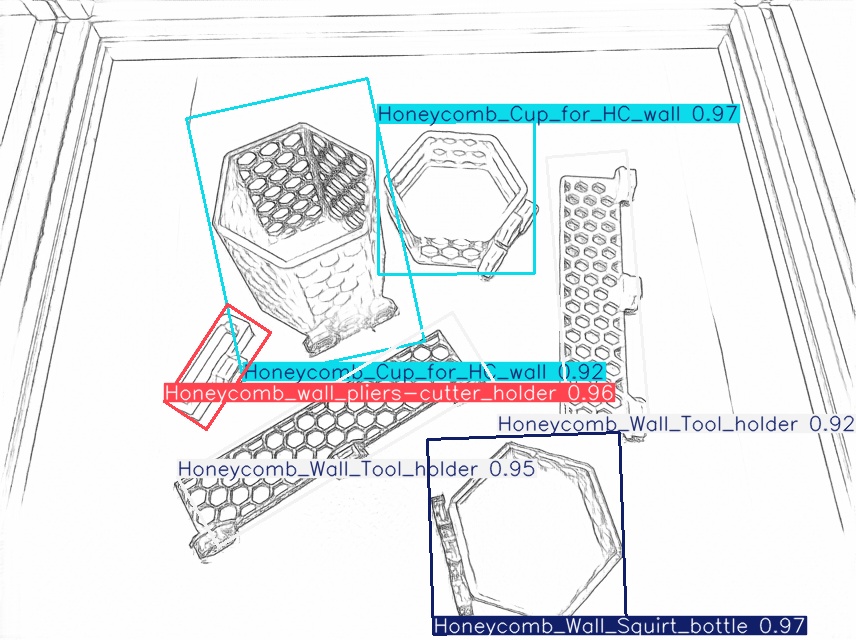 Honeycomb_Cup_for_HC_wall 0.97
Honeycomb_Cup_for_HC_wall 0.92
Honeycomb_wall_pliers-cutter_holder 0.96
Honeycomb_Wall_Tool_holder 0.92
Honeycomb_Wall_Tool_holder 0.95
Honeycomb_Wall_Squirt_bottle 0.97